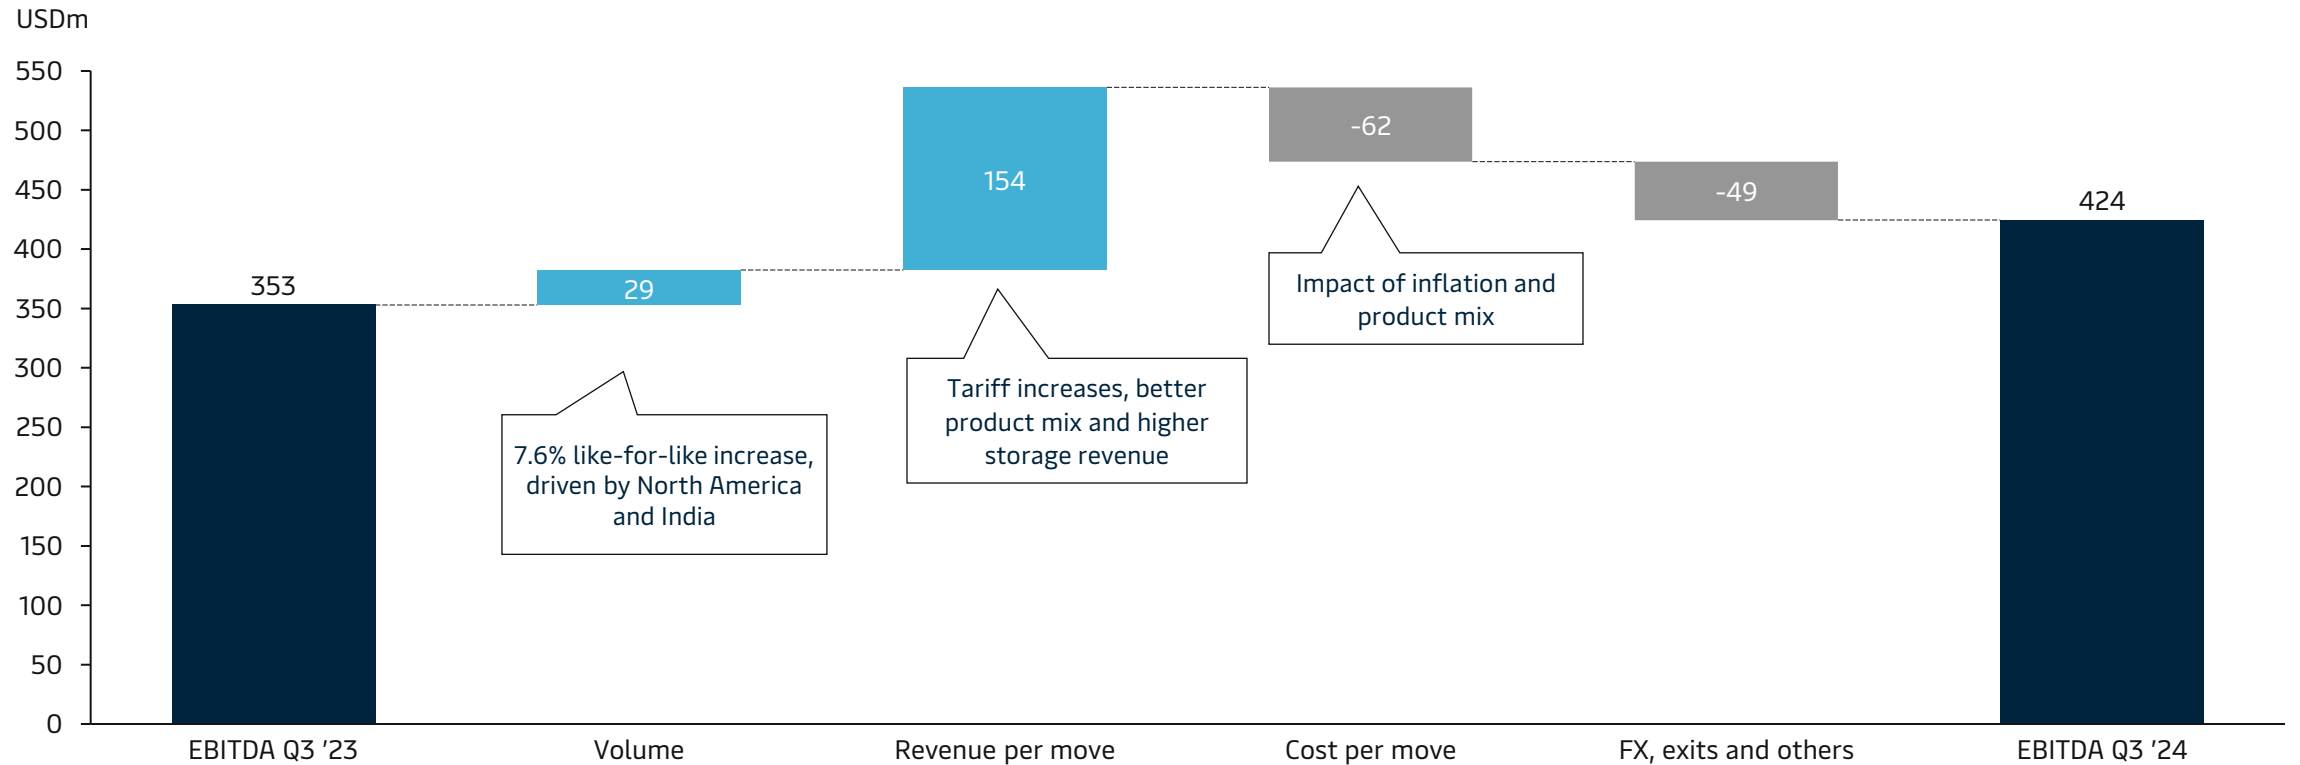 USDm
550
500
450
400
350
300
250
200
150
100
50
0
353
29
154
-62
-49
424
7.6% like-for-like increase,
driven by North America
and India
Tariff increases, better
product mix and higher
storage revenue
Impact of inflation and
product mix
EBITDA Q3 '23
Volume
Revenue per move
Cost per move
FX, exits and others
EBITDA Q3 '24